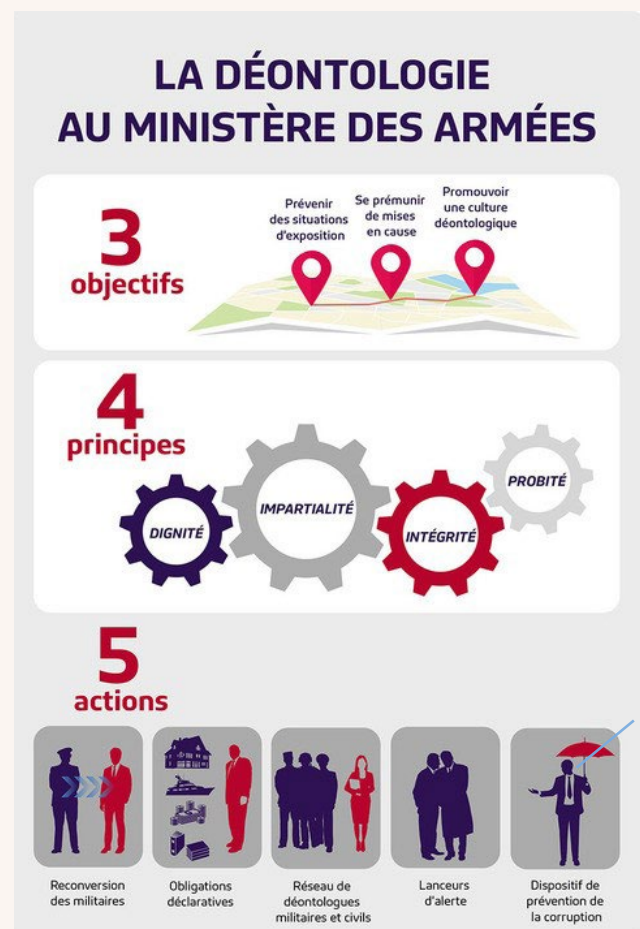 LA DÉONTOLOGIE
AU MINISTÈRE DES ARMÉES
3
objectifs
Prévenir
des situations
d'exposition
Se prémunir
de mises
en cause
Promouvoir
une culture
déontologique
4
principes
DIGNITÉ
IMPARTIALITÉ
INTÉGRITÉ
PROBITÉ
5
actions
Reconversion
des militaires
Obligations
déclaratives
Réseau de
déontologues
militaires et civils
Lanceurs
d'alerte
Dispositif de
prévention de
la corruption